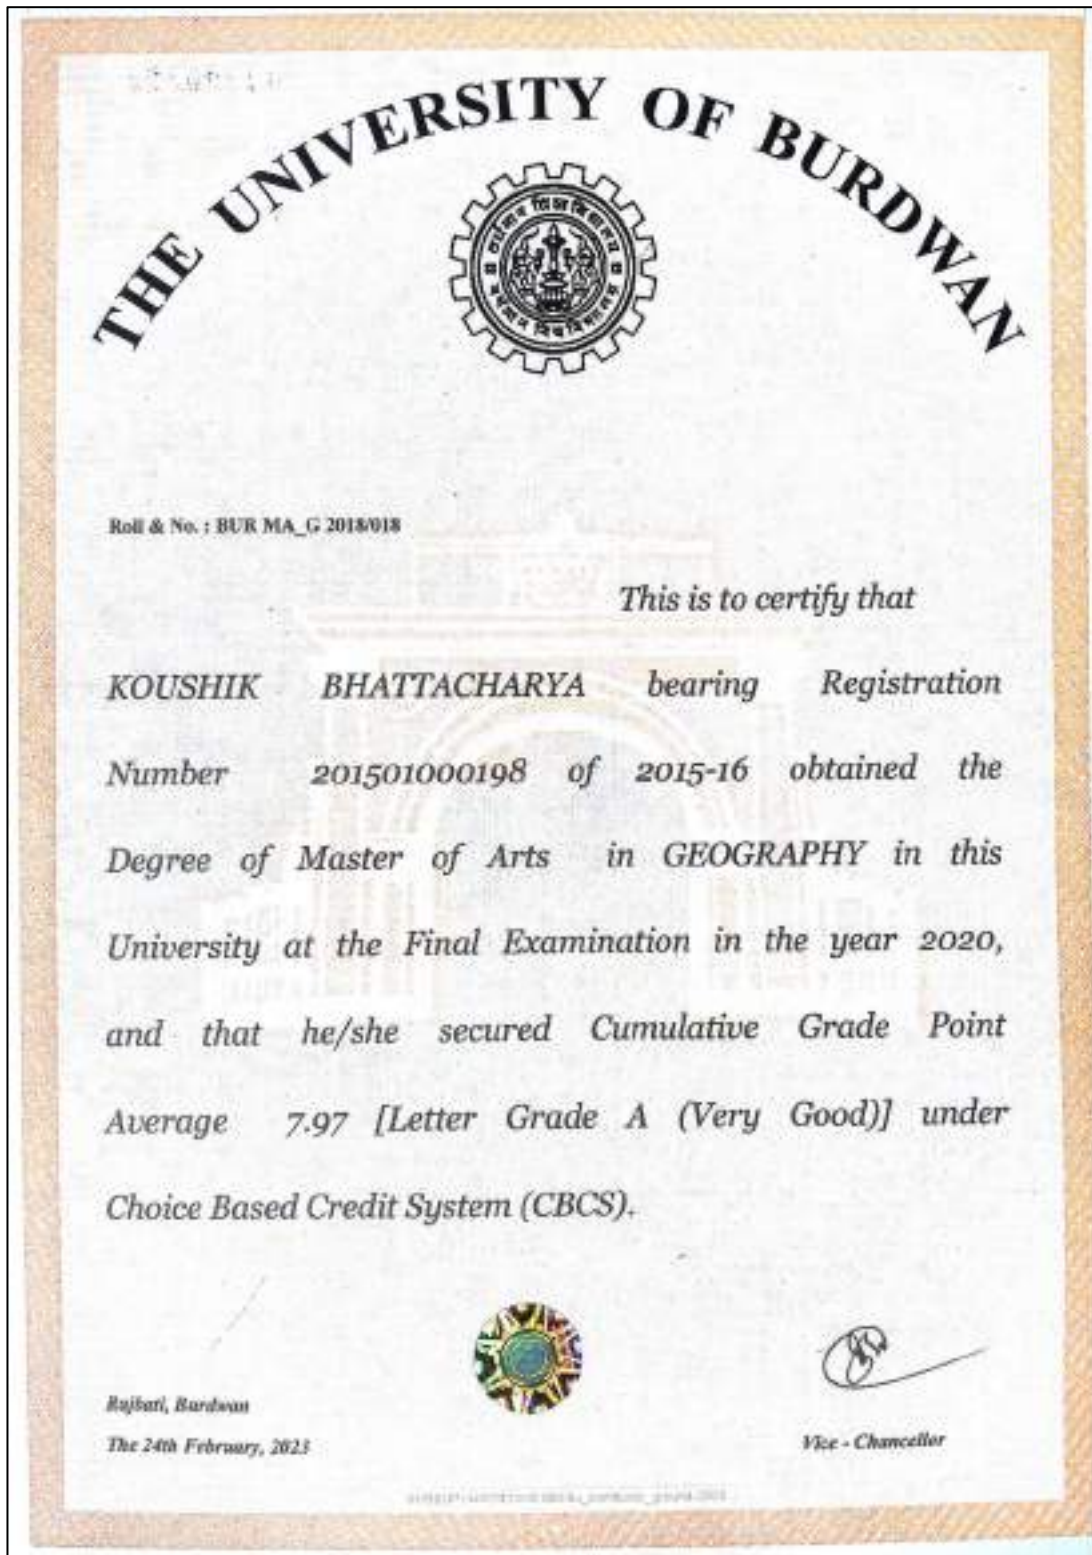 THE UNIVERSITY OF BURDWAN
Roll & No. : BUR MA_G 2018/018
This is to certify that
KOUSHIK BHATTACHARYA bearing Registration
Number 201501000198 of 2015-16 obtained the
Degree of Master of Arts in GEOGRAPHY in this
University at the Final Examination in the year 2020,
and that he/she secured Cumulative Grade Point
Average 7.97 [Letter Grade A (Very Good)] under
Choice Based Credit System (CBCS).
Rajbati, Burdwan
The 24th February, 2023
Vice - Chancellor